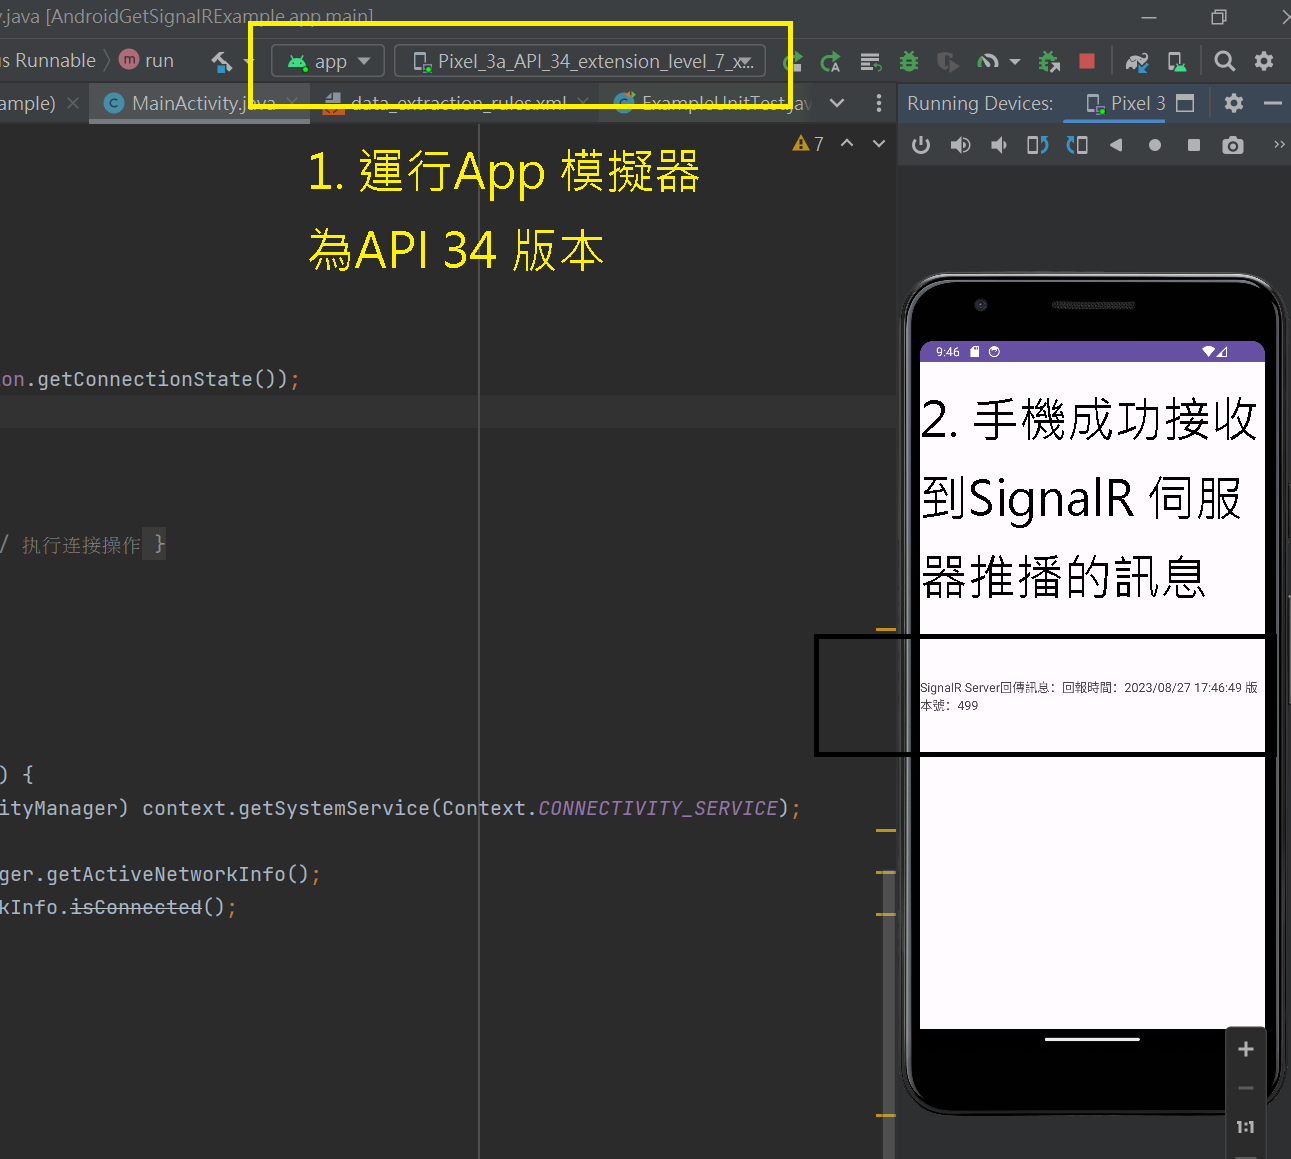 .java [AndroidGetSignalRExample.app.main]
s Runnable
m run
app
Pixel_3a_API_34_extension_level_7_x...
ample)
MainActivity.java
data_extraction_rules.xml
ExampleUnitTest.jav
Running Devices:
Pixel 3
7
1. 運行App 模擬器
為API 34 版本
on.getConnectionState());
/ 执行连接操作 }
) {
ityManager) context.getSystemService(Context.CONNECTIVITY_SERVICE);
ger.getActiveNetworkInfo();
kInfo.isConnected();
9:46
2. 手機成功接收
到SignalR 伺服
器推播的訊息
SignalR Server回傳訊息: 回報時間: 2023/08/27 17:46:49 版
本號: 499
1:1